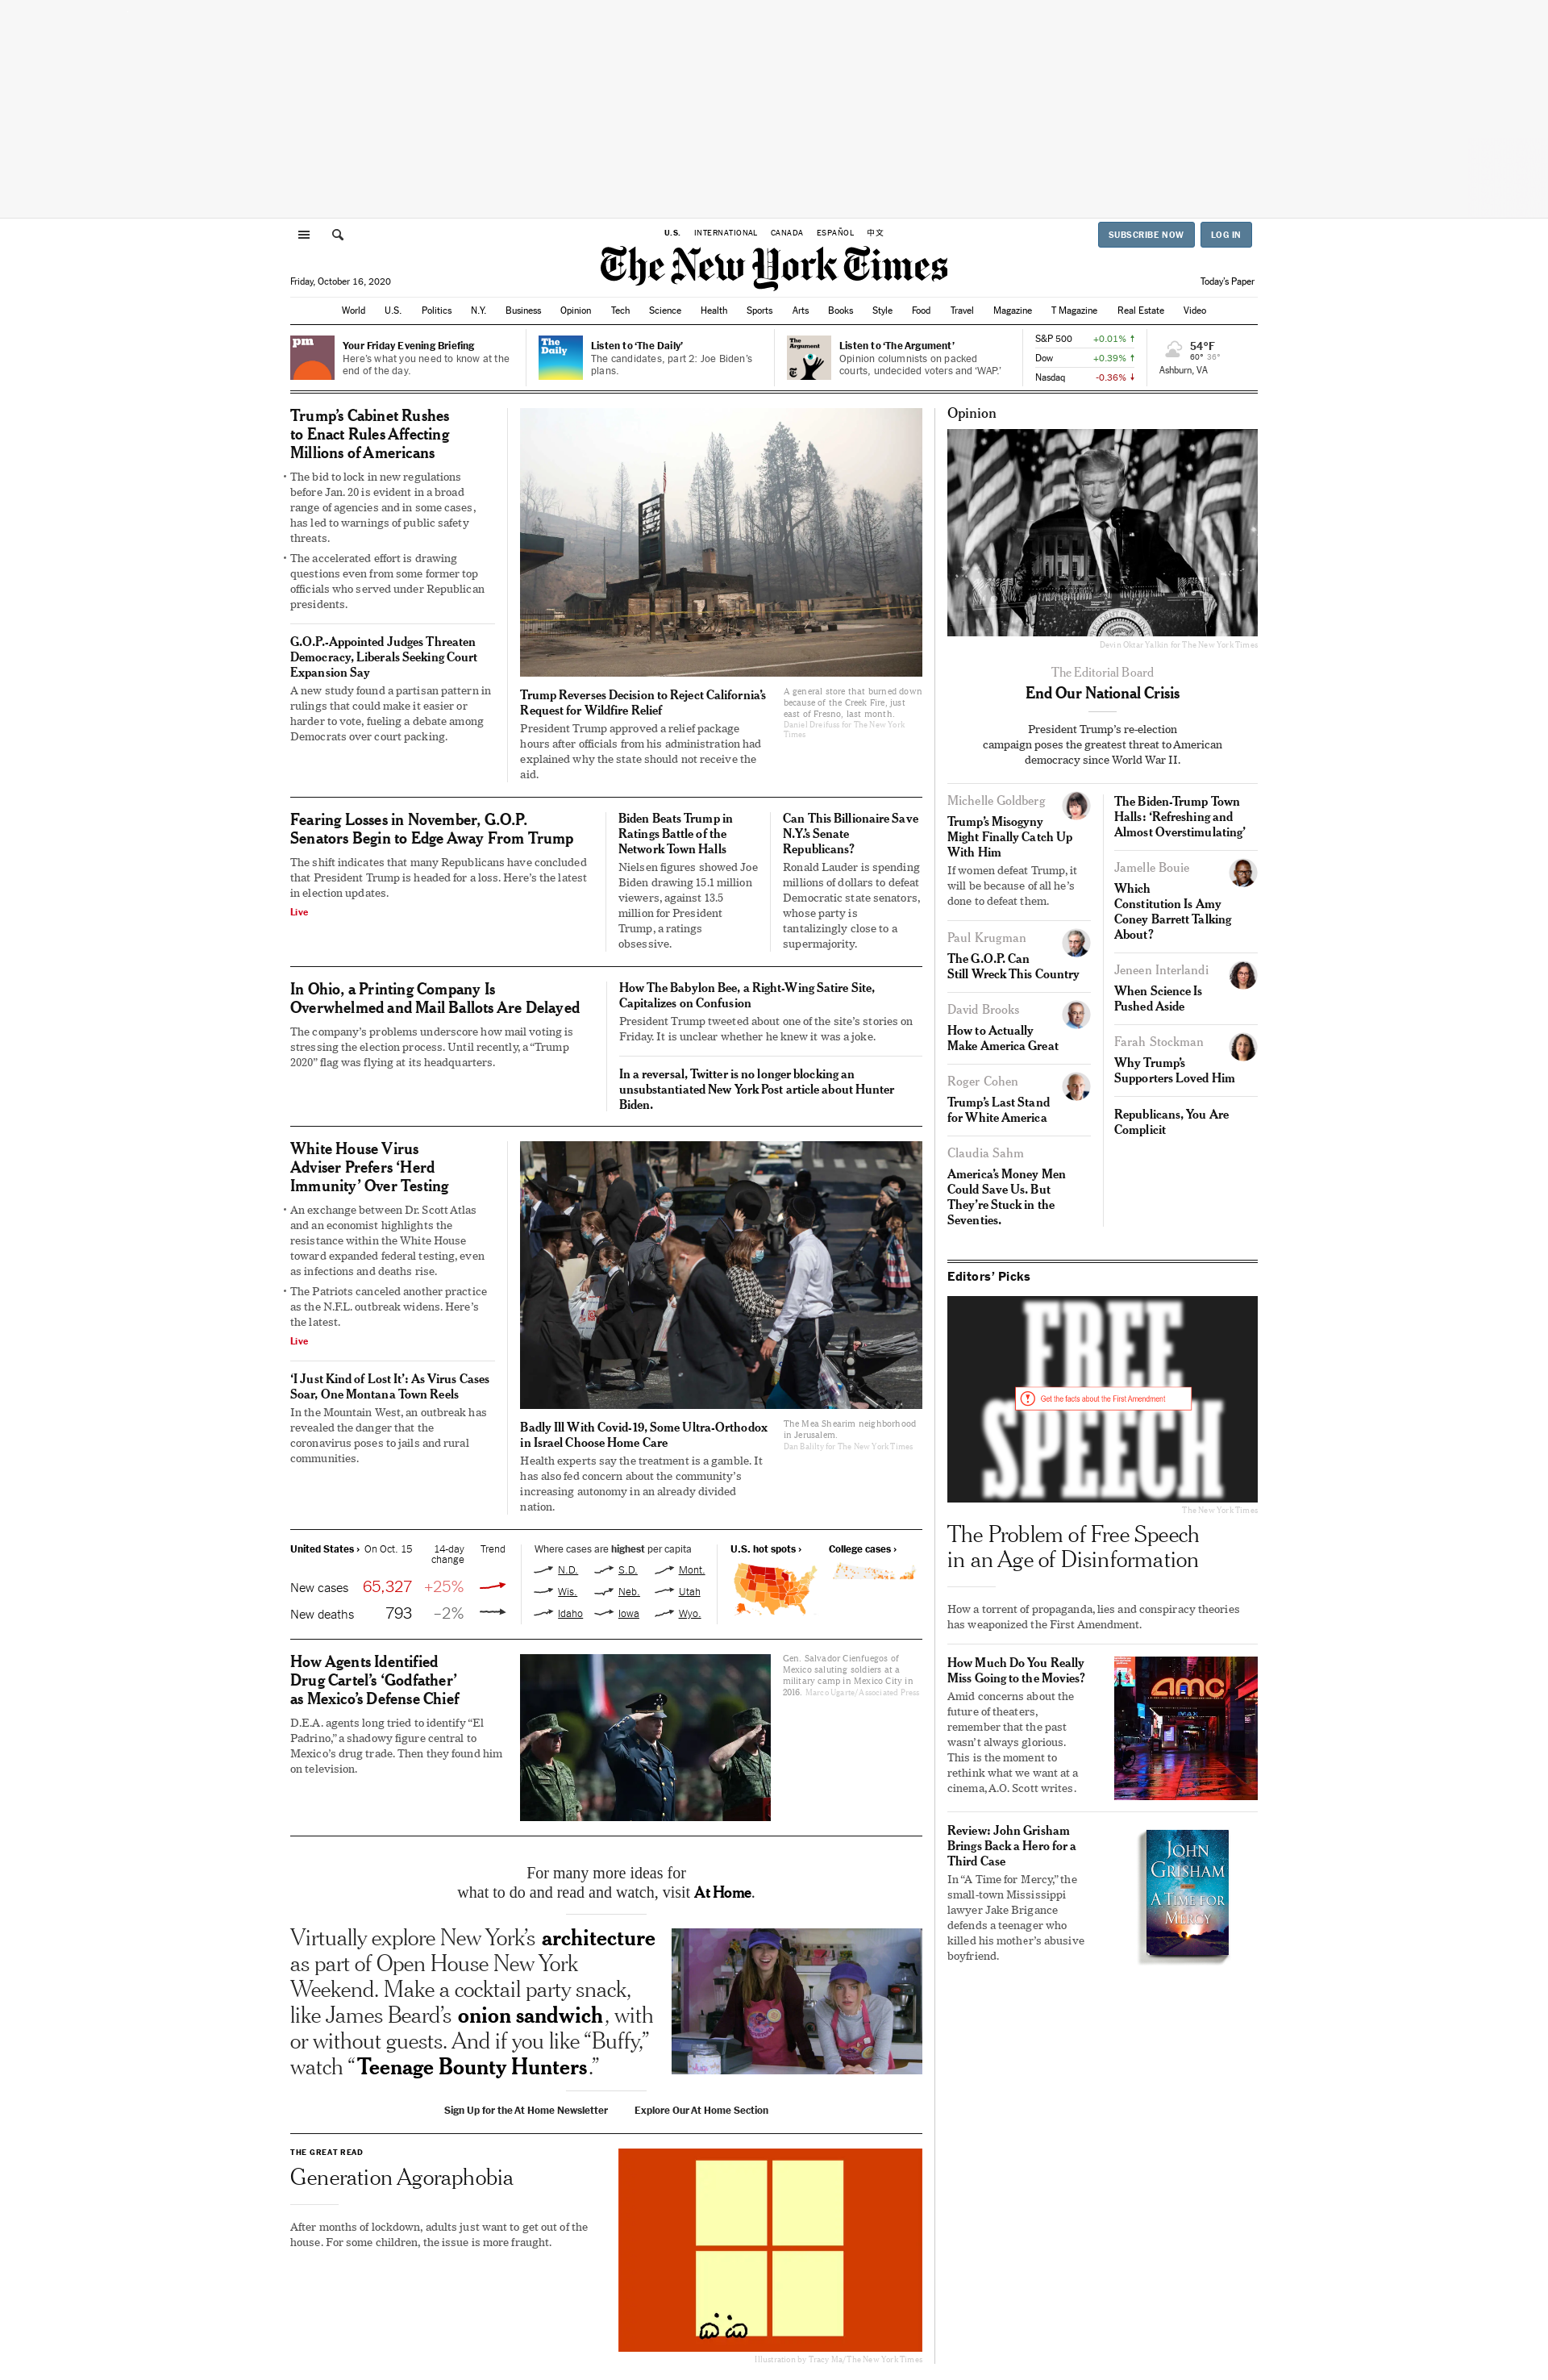 U.S.
INTERNATIONAL
CANADA
ESPAÑOL
中文
SUBSCRIBE NOW
LOG IN
The New York Times
Friday, October 16, 2020
Today's Paper
World
U.S.
Politics
N.Y.
Business
Opinion
Tech
Science
Health
Sports
Arts
Books
Style
Food
Travel
Magazine
T Magazine
Real Estate
Video
pm
Your Friday Evening Briefing
Here's what you need to know at the
end of the day.
The
Daily
Listen to 'The Daily'
The candidates, part 2: Joe Biden's
plans.
The
Argument
Listen to 'The Argument'
Opinion columnists on packed
courts, undecided voters and 'WAP.'
S&P 500 +0.01% ↑
Dow +0.39% ↑
Nasdaq -0.36% ↓
54°F
60° 36°
Ashburn, VA
Trump's Cabinet Rushes
to Enact Rules Affecting
Millions of Americans
• The bid to lock in new regulations
before Jan. 20 is evident in a broad
range of agencies and in some cases,
has led to warnings of public safety
threats.
• The accelerated effort is drawing
questions even from some former top
officials who served under Republican
presidents.
G.O.P.-Appointed Judges Threaten
Democracy, Liberals Seeking Court
Expansion Say
A new study found a partisan pattern in
rulings that could make it easier or
harder to vote, fueling a debate among
Democrats over court packing.
Trump Reverses Decision to Reject California's
Request for Wildfire Relief
President Trump approved a relief package
hours after officials from his administration had
explained why the state should not receive the
aid.
A general store that burned down
because of the Creek Fire, just
east of Fresno, last month.
Daniel Dreifuss for The New York
Times
Fearing Losses in November, G.O.P.
Senators Begin to Edge Away From Trump
The shift indicates that many Republicans have concluded
that President Trump is headed for a loss. Here's the latest
in election updates.
Live
Biden Beats Trump in
Ratings Battle of the
Network Town Halls
Nielsen figures showed Joe
Biden drawing 15.1 million
viewers, against 13.5
million for President
Trump, a ratings
obsessive.
Can This Billionaire Save
N.Y.'s Senate
Republicans?
Ronald Lauder is spending
millions of dollars to defeat
Democratic state senators,
whose party is
tantalizingly close to a
supermajority.
In Ohio, a Printing Company Is
Overwhelmed and Mail Ballots Are Delayed
The company's problems underscore how mail voting is
stressing the election process. Until recently, a "Trump
2020" flag was flying at its headquarters.
How The Babylon Bee, a Right-Wing Satire Site,
Capitalizes on Confusion
President Trump tweeted about one of the site's stories on
Friday. It is unclear whether he knew it was a joke.
In a reversal, Twitter is no longer blocking an
unsubstantiated New York Post article about Hunter
Biden.
White House Virus
Adviser Prefers 'Herd
Immunity' Over Testing
• An exchange between Dr. Scott Atlas
and an economist highlights the
resistance within the White House
toward expanded federal testing, even
as infections and deaths rise.
• The Patriots canceled another practice
as the N.F.L. outbreak widens. Here's
the latest.
Live
'I Just Kind of Lost It': As Virus Cases
Soar, One Montana Town Reels
In the Mountain West, an outbreak has
revealed the danger that the
coronavirus poses to jails and rural
communities.
Badly Ill With Covid-19, Some Ultra-Orthodox
in Israel Choose Home Care
Health experts say the treatment is a gamble. It
has also fed concern about the community's
increasing autonomy in an already divided
nation.
The Mea Shearim neighborhood
in Jerusalem.
Dan Balilty for The New York Times
United States › On Oct. 15 14-day
change Trend
New cases 65,327 +25%
New deaths 793 –2%
Where cases are highest per capita
N.D. S.D. Mont.
Wis. Neb. Utah
Idaho Iowa Wyo.
U.S. hot spots ›
College cases ›
How Agents Identified
Drug Cartel's 'Godfather'
as Mexico's Defense Chief
D.E.A. agents long tried to identify "El
Padrino," a shadowy figure central to
Mexico's drug trade. Then they found him
on television.
Gen. Salvador Cienfuegos of
Mexico saluting soldiers at a
military camp in Mexico City in
2016. Marco Ugarte/Associated Press
For many more ideas for
what to do and read and watch, visit At Home.
Virtually explore New York's architecture
as part of Open House New York
Weekend. Make a cocktail party snack,
like James Beard's onion sandwich, with
or without guests. And if you like "Buffy,"
watch "Teenage Bounty Hunters."
Sign Up for the At Home Newsletter
Explore Our At Home Section
THE GREAT READ
Generation Agoraphobia
After months of lockdown, adults just want to get out of the
house. For some children, the issue is more fraught.
Illustration by Tracy Ma/The New York Times
Opinion
Devin Oktar Yalkin for The New York Times
The Editorial Board
End Our National Crisis
President Trump's re-election
campaign poses the greatest threat to American
democracy since World War II.
Michelle Goldberg
Trump's Misogyny
Might Finally Catch Up
With Him
If women defeat Trump, it
will be because of all he's
done to defeat them.
Paul Krugman
The G.O.P. Can
Still Wreck This Country
David Brooks
How to Actually
Make America Great
Roger Cohen
Trump's Last Stand
for White America
Claudia Sahm
America's Money Men
Could Save Us. But
They're Stuck in the
Seventies.
The Biden-Trump Town
Halls: 'Refreshing and
Almost Overstimulating'
Jamelle Bouie
Which
Constitution Is Amy
Coney Barrett Talking
About?
Jeneen Interlandi
When Science Is
Pushed Aside
Farah Stockman
Why Trump's
Supporters Loved Him
Republicans, You Are
Complicit
Editors' Picks
FREE
Get the facts about the First Amendment
SPEECH
The New York Times
The Problem of Free Speech
in an Age of Disinformation
How a torrent of propaganda, lies and conspiracy theories
has weaponized the First Amendment.
How Much Do You Really
Miss Going to the Movies?
Amid concerns about the
future of theaters,
remember that the past
wasn't always glorious.
This is the moment to
rethink what we want at a
cinema, A.O. Scott writes.
amc
IMAX
Review: John Grisham
Brings Back a Hero for a
Third Case
In "A Time for Mercy," the
small-town Mississippi
lawyer Jake Brigance
defends a teenager who
killed his mother's abusive
boyfriend.
JOHN
GRISHAM
A TIME FOR
MERCY